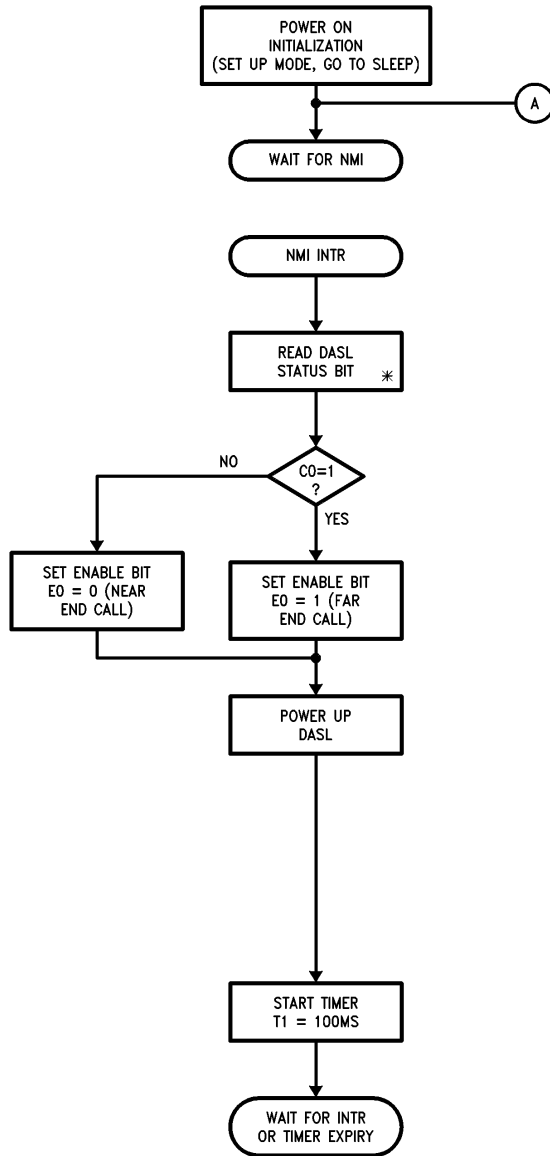 POWER ON
INITIALIZATION
(SET UP MODE, GO TO SLEEP)
A
WAIT FOR NMI
NMI INTR
READ DASL
STATUS BIT *
C0=1
?
NO
YES
SET ENABLE BIT
E0 = 0 (NEAR
END CALL)
SET ENABLE BIT
E0 = 1 (FAR
END CALL)
POWER UP
DASL
START TIMER
T1 = 100MS
WAIT FOR INTR
OR TIMER EXPIRY